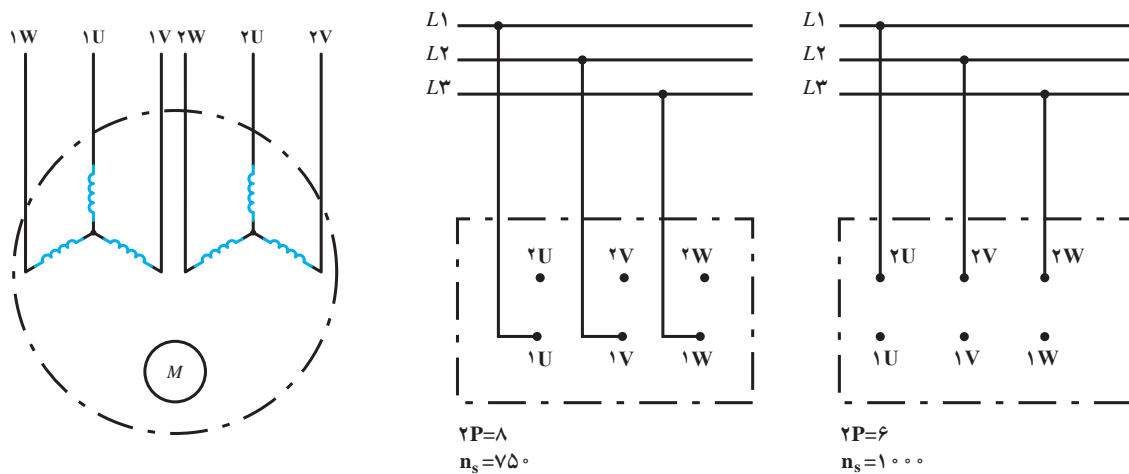 ۱W ۱U ۱V ۲W ۲U ۲V
M
L۱
L۲
L۳
۲U ۲V ۲W
۱U ۱V ۱W
۲P=۸
nₛ=۷۵۰
L۱
L۲
L۳
۲U ۲V ۲W
۱U ۱V ۱W
۲P=۶
nₛ=۱۰۰۰